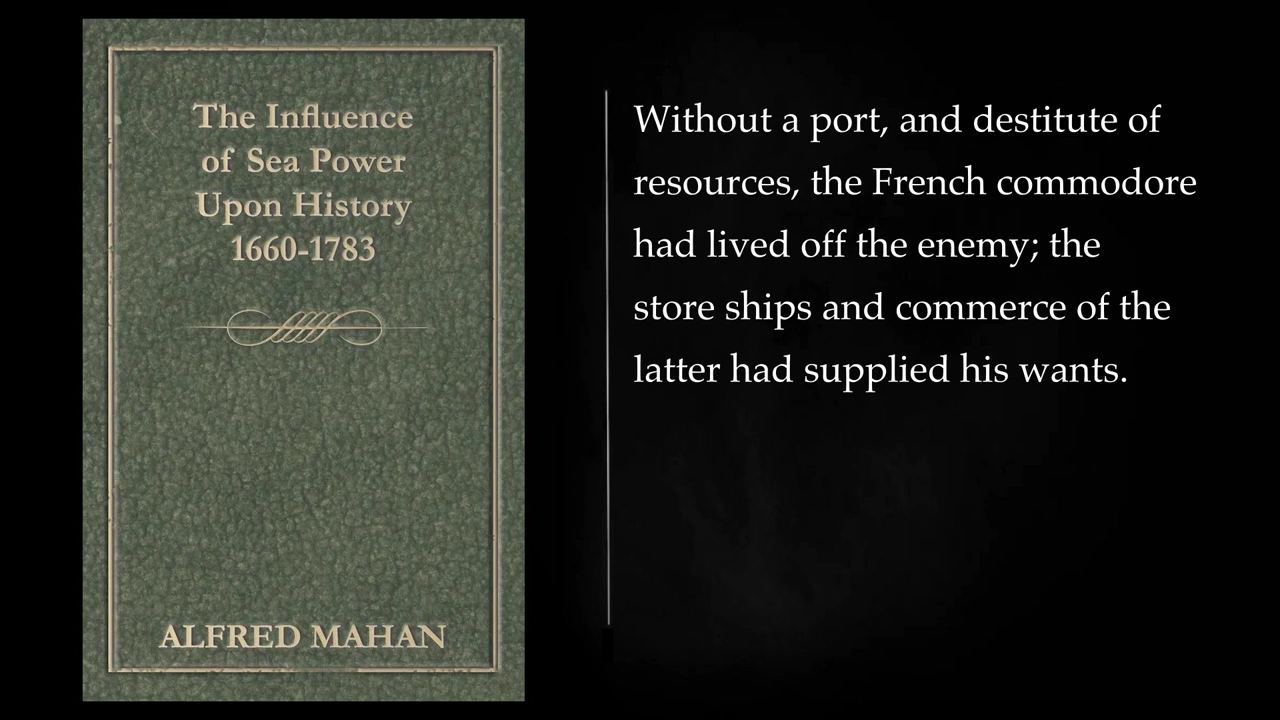 The Influence
of Sea Power
Upon History
1660-1783
ALFRED MAHAN
Without a port, and destitute of
resources, the French commodore
had lived off the enemy; the
store ships and commerce of the
latter had supplied his wants.